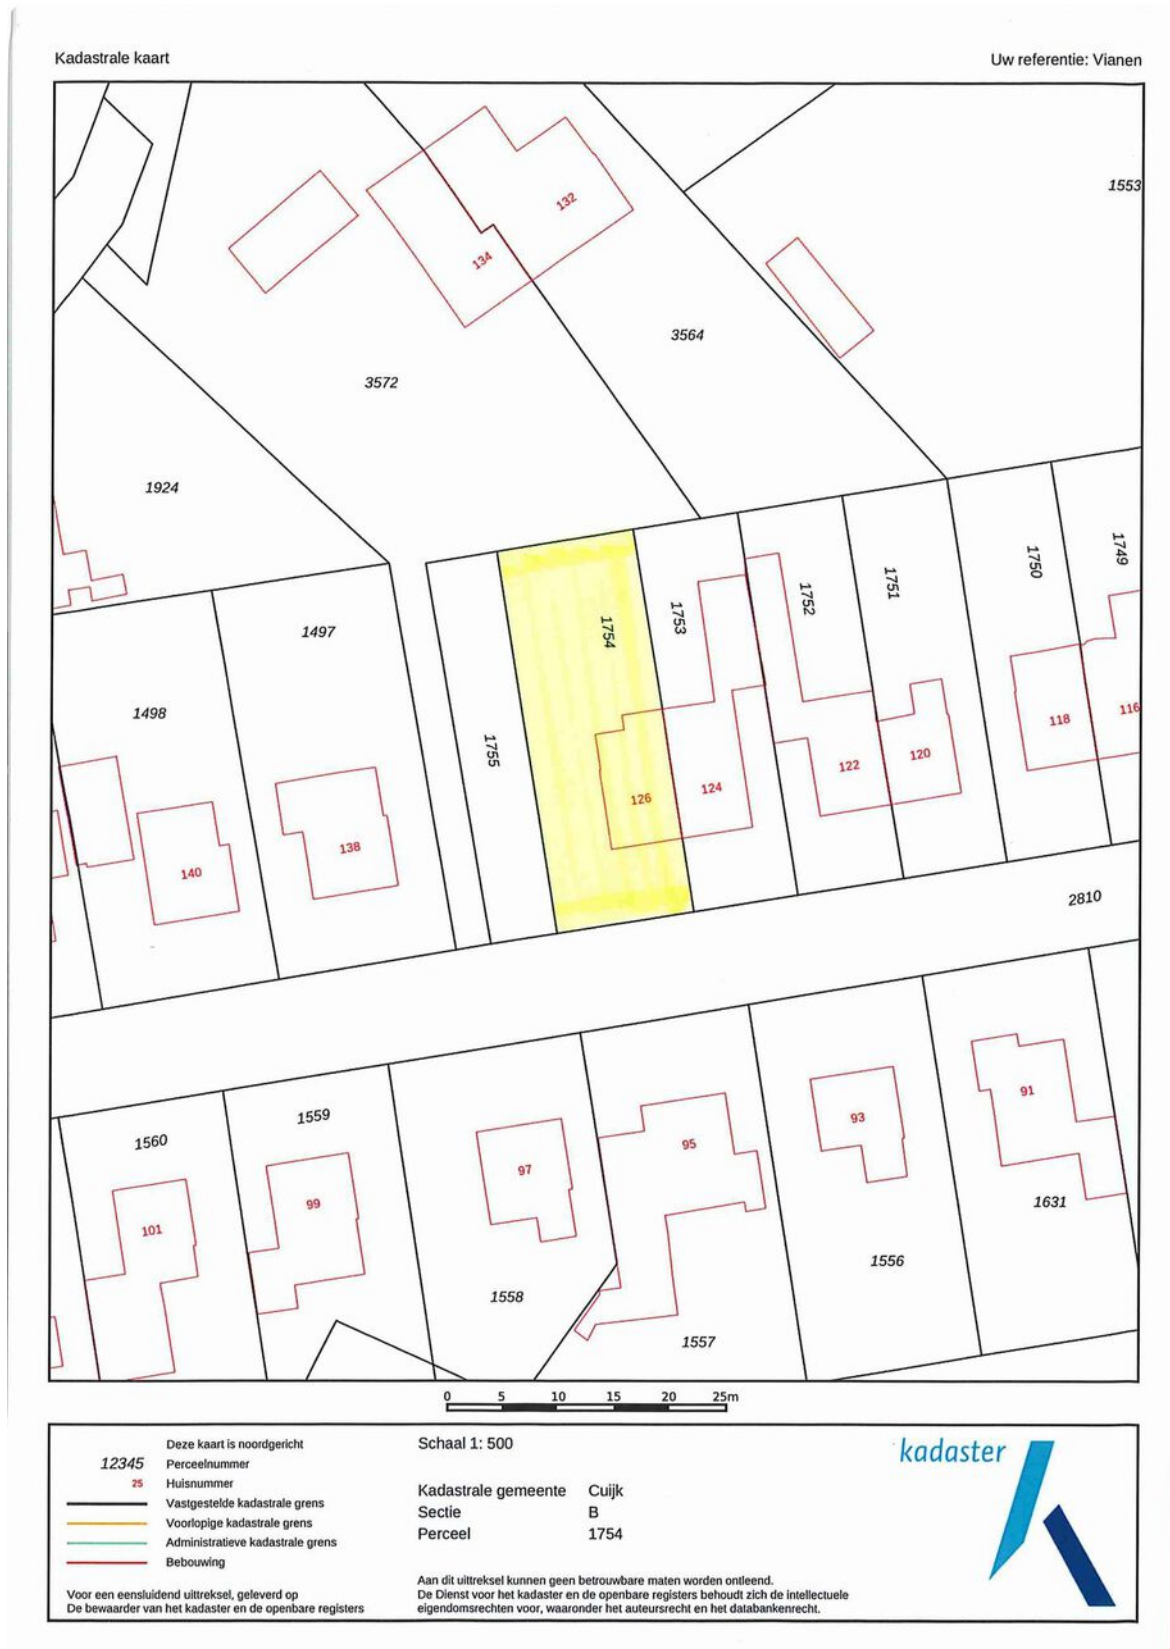 Kadastrale kaart
Uw referentie: Vianen
1553
132
134
3564
3572
1924
1497
1498
1755
1754
1753
1752
1751
1750
1749
126
124
122
120
118
116
138
140
2810
1560
1559
101
99
97
1558
95
1557
93
1556
91
1631
0 5 10 15 20 25m
Deze kaart is noordgericht
12345 Perceelnummer
25 Huisnummer
Vastgestelde kadastrale grens
Voorlopige kadastrale grens
Administratieve kadastrale grens
Bebouwing
Voor een eensluidend uittreksel, geleverd op
De bewaarder van het kadaster en de openbare registers
Schaal 1: 500
Kadastrale gemeente Cuijk
Sectie B
Perceel 1754
Aan dit uittreksel kunnen geen betrouwbare maten worden ontleend.
De Dienst voor het kadaster en de openbare registers behoudt zich de intellectuele
eigendomsrechten voor, waaronder het auteursrecht en het databankenrecht.
kadaster